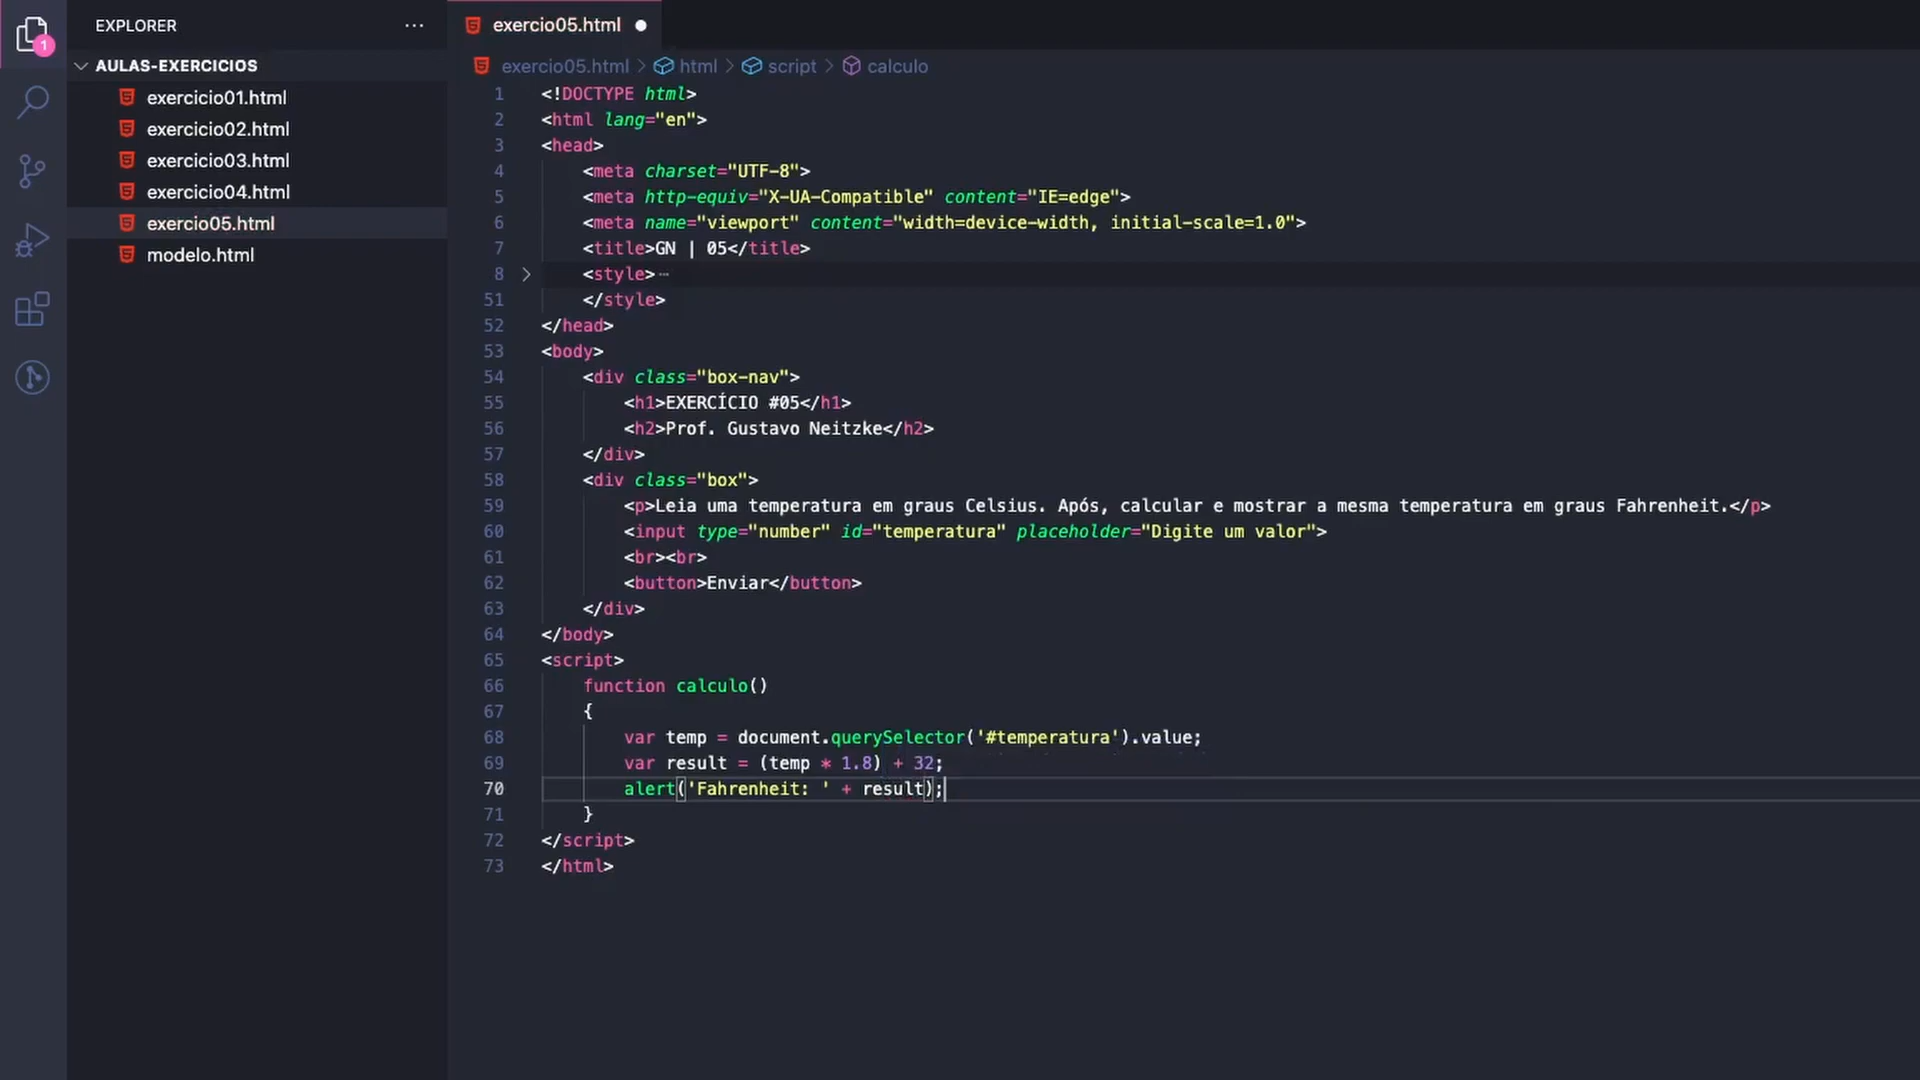 1
EXPLORER
AULAS-EXERCICIOS
exercicio01.html
exercicio02.html
exercicio03.html
exercicio04.html
exercio05.html
modelo.html
exercio05.html
exercio05.html > html > script > calculo
1 <!DOCTYPE html>
2 <html lang="en">
3 <head>
4 <meta charset="UTF-8">
5 <meta http-equiv="X-UA-Compatible" content="IE=edge">
6 <meta name="viewport" content="width=device-width, initial-scale=1.0">
7 <title>GN | 05</title>
8 <style>
51 </style>
52 </head>
53 <body>
54 <div class="box-nav">
55 <h1>EXERCÍCIO #05</h1>
56 <h2>Prof. Gustavo Neitzke</h2>
57 </div>
58 <div class="box">
59 <p>Leia uma temperatura em graus Celsius. Após, calcular e mostrar a mesma temperatura em graus Fahrenheit.</p>
60 <input type="number" id="temperatura" placeholder="Digite um valor">
61 <br><br>
62 <button>Enviar</button>
63 </div>
64 </body>
65 <script>
66 function calculo()
67 {
68 var temp = document.querySelector('#temperatura').value;
69 var result = (temp * 1.8) + 32;
70 alert('Fahrenheit: ' + result);
71 }
72 </script>
73 </html>